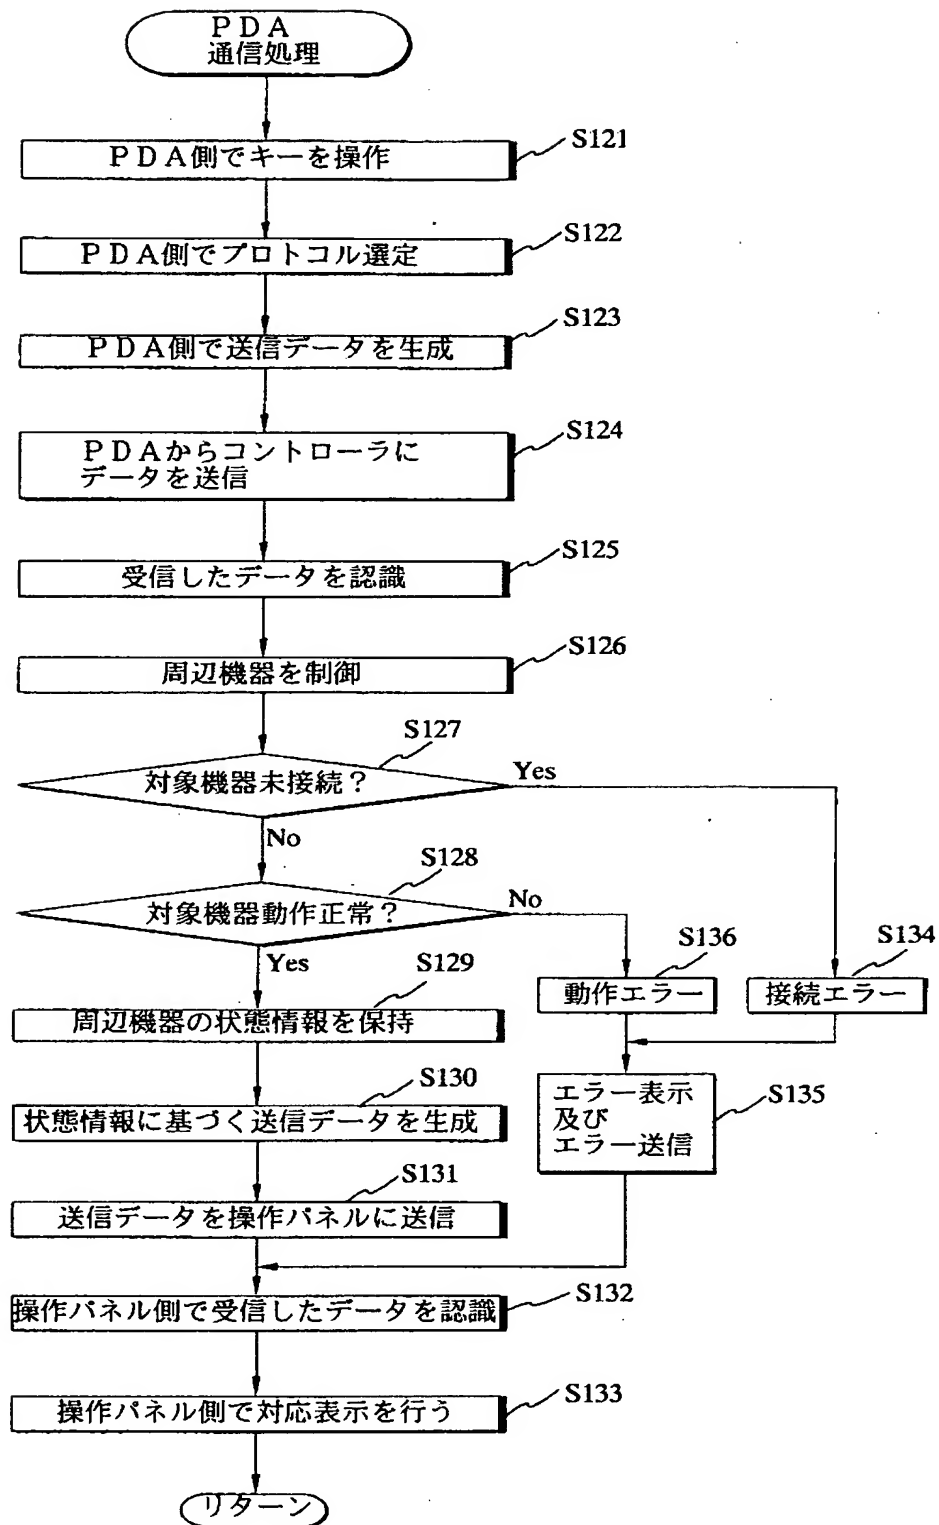 PDA
通信処理
S121
PDA側でキーを操作
S122
PDA側でプロトコル選定
S123
PDA側で送信データを生成
S124
PDAからコントローラに
データを送信
S125
受信したデータを認識
S126
周辺機器を制御
S127
対象機器未接続?
Yes
No
S128
対象機器動作正常?
No
Yes
S136
動作エラー
S134
接続エラー
S129
周辺機器の状態情報を保持
S135
エラー表示
及び
エラー送信
S130
状態情報に基づく送信データを生成
S131
送信データを操作パネルに送信
S132
操作パネル側で受信したデータを認識
S133
操作パネル側で対応表示を行う
リターン